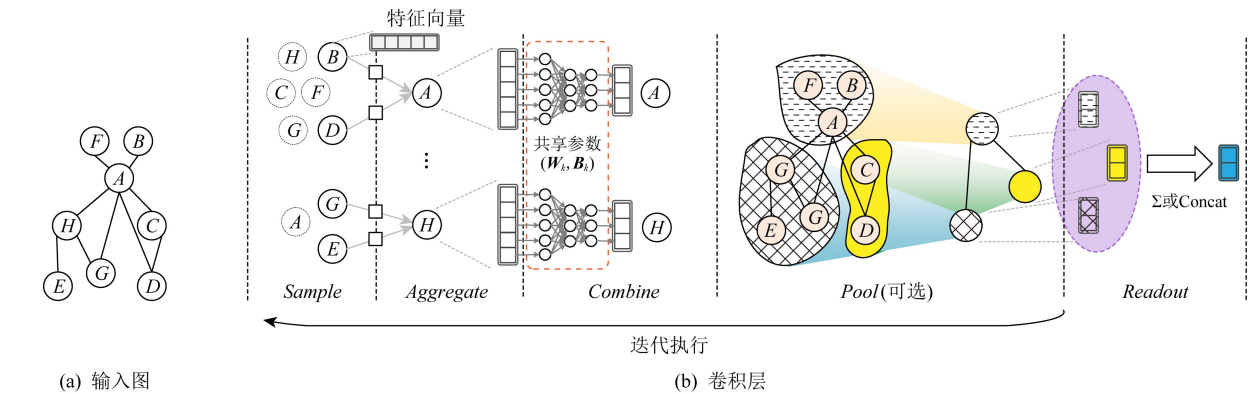 F
B
A
H
C
G
E
D
(a) 输入图
特征向量
H
B
C
F
G
D
A
A
共享参数
(W_k, B_k)
⋮
A
G
E
H
H
Sample
Aggregate
Combine
F
B
A
G
C
G
E
D
Pool(可选)
Σ或Concat
Readout
迭代执行
(b) 卷积层